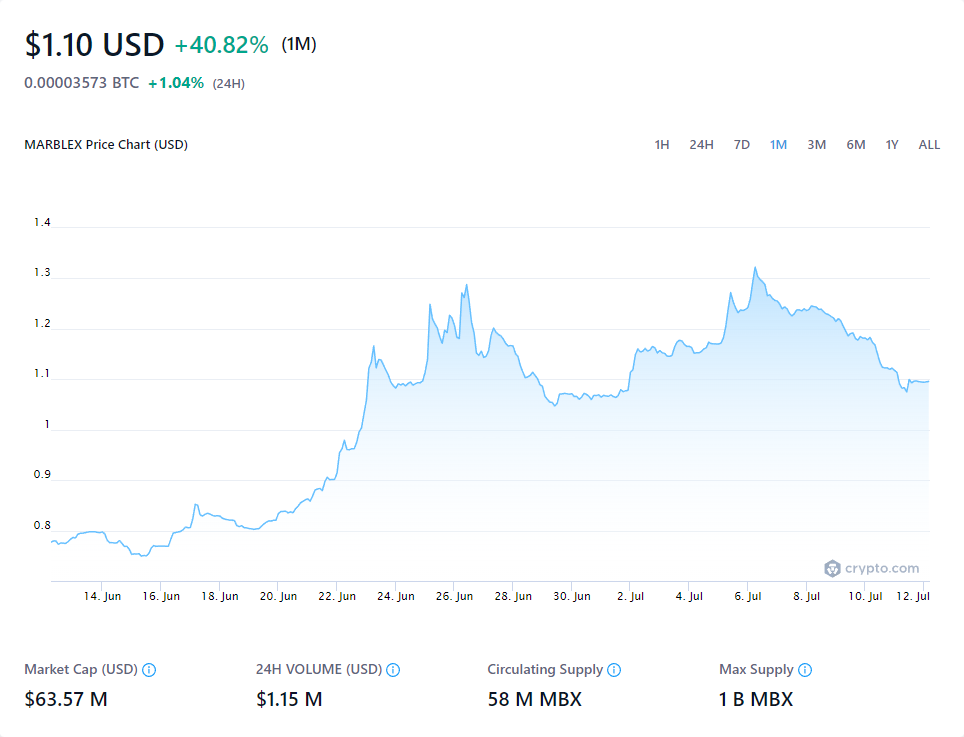 $1.10 USD +40.82% (1M)
0.00003573 BTC +1.04% (24H)
MARBLEX Price Chart (USD) 1H 24H 7D 1M 3M 6M 1Y ALL
1.4
1.3
1.2
1.1
1
0.9
0.8
crypto.com
14. Jun 16. Jun 18. Jun 20. Jun 22. Jun 24. Jun 26. Jun 28. Jun 30. Jun 2. Jul 4. Jul 6. Jul 8. Jul 10. Jul 12. Jul
Market Cap (USD) 24H VOLUME (USD) Circulating Supply Max Supply
$63.57 M $1.15 M 58 M MBX 1 B MBX